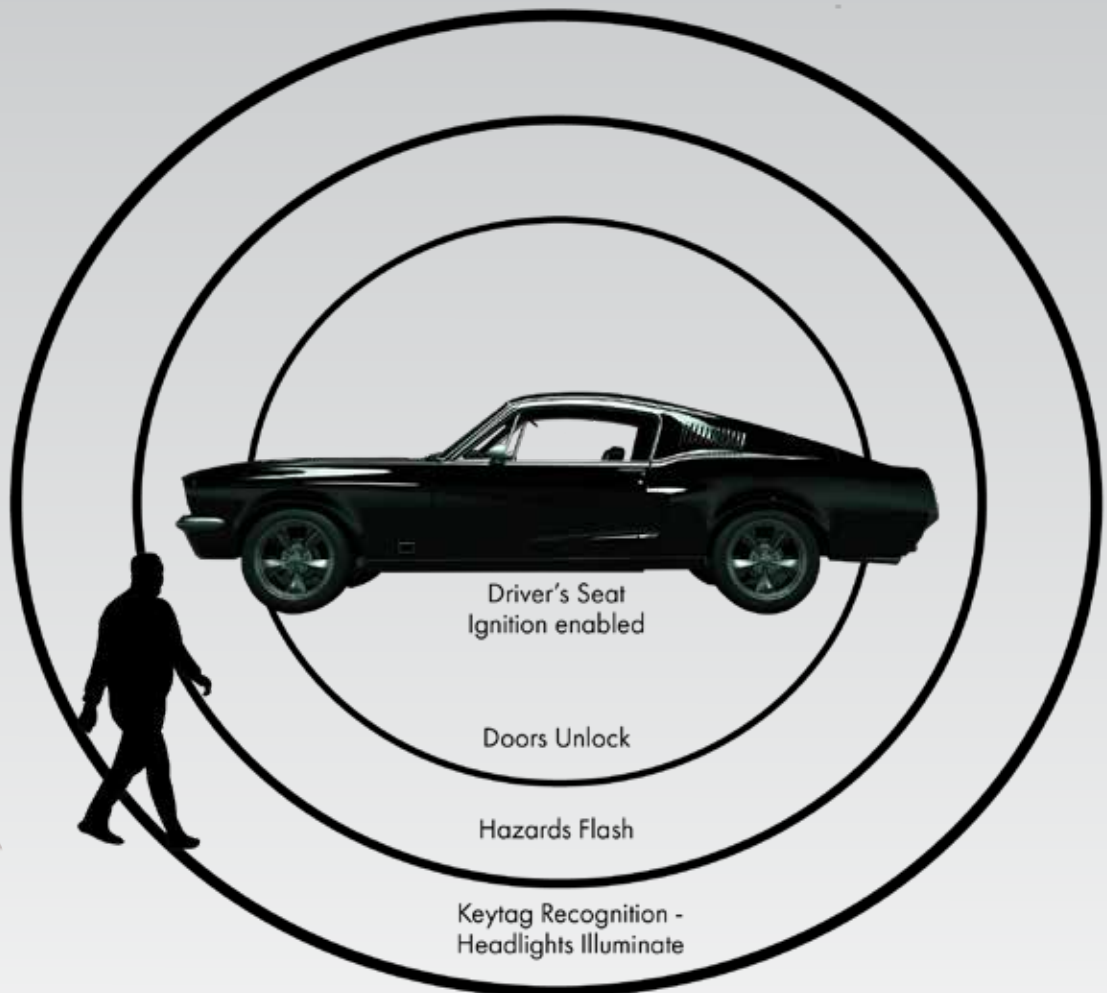 Driver's Seat
Ignition enabled
Doors Unlock
Hazards Flash
Keytag Recognition -
Headlights Illuminate